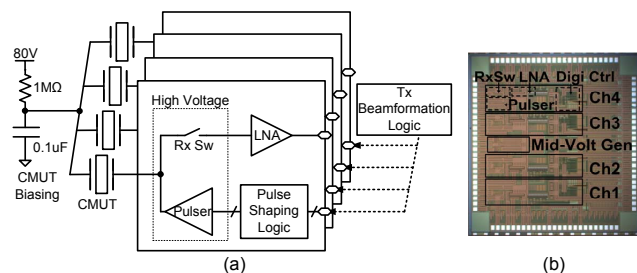 80V
1MΩ
0.1uF
CMUT
Biasing
CMUT
High Voltage
Rx Sw
LNA
Pulser
Pulse
Shaping
Logic
Tx
Beamformation
Logic
(a)
RxSw LNA Digi Ctrl
Pulser
Ch4
Ch3
Mid-Volt Gen
Ch2
Ch1
(b)